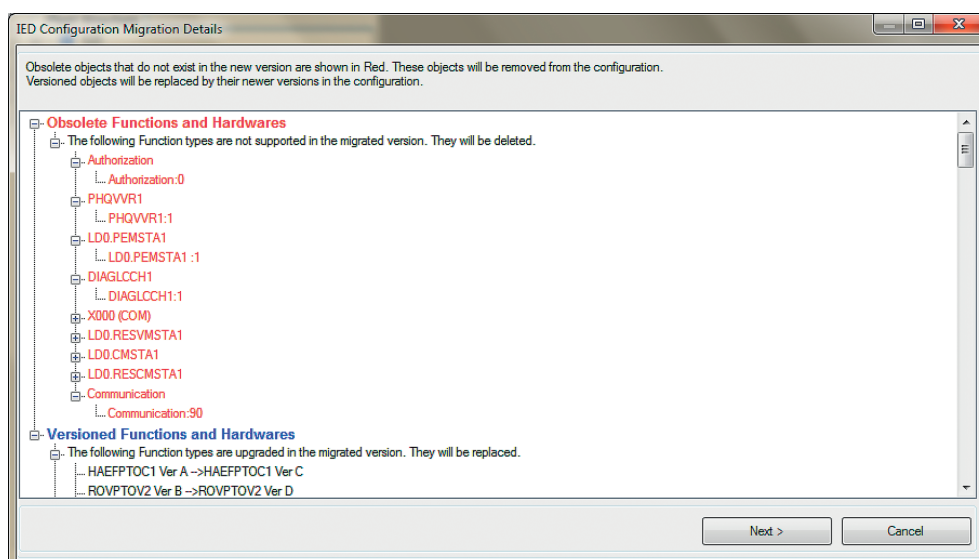 IED Configuration Migration Details
Obsolete objects that do not exist in the new version are shown in Red. These objects will be removed from the configuration.
Versioned objects will be replaced by their newer versions in the configuration.
Obsolete Functions and Hardwares
The following Function types are not supported in the migrated version. They will be deleted.
Authorization
Authorization:0
PHQVVR1
PHQVVR1:1
LD0.PEMSTA1
LD0.PEMSTA1 :1
DIAGLCCH1
DIAGLCCH1:1
X000 (COM)
LD0.RESVMSTA1
LD0.CMSTA1
LD0.RESCMSTA1
Communication
Communication:90
Versioned Functions and Hardwares
The following Function types are upgraded in the migrated version. They will be replaced.
HAEFPTOC1 Ver A -->HAEFPTOC1 Ver C
ROVPTOV2 Ver B -->ROVPTOV2 Ver D
Next >
Cancel